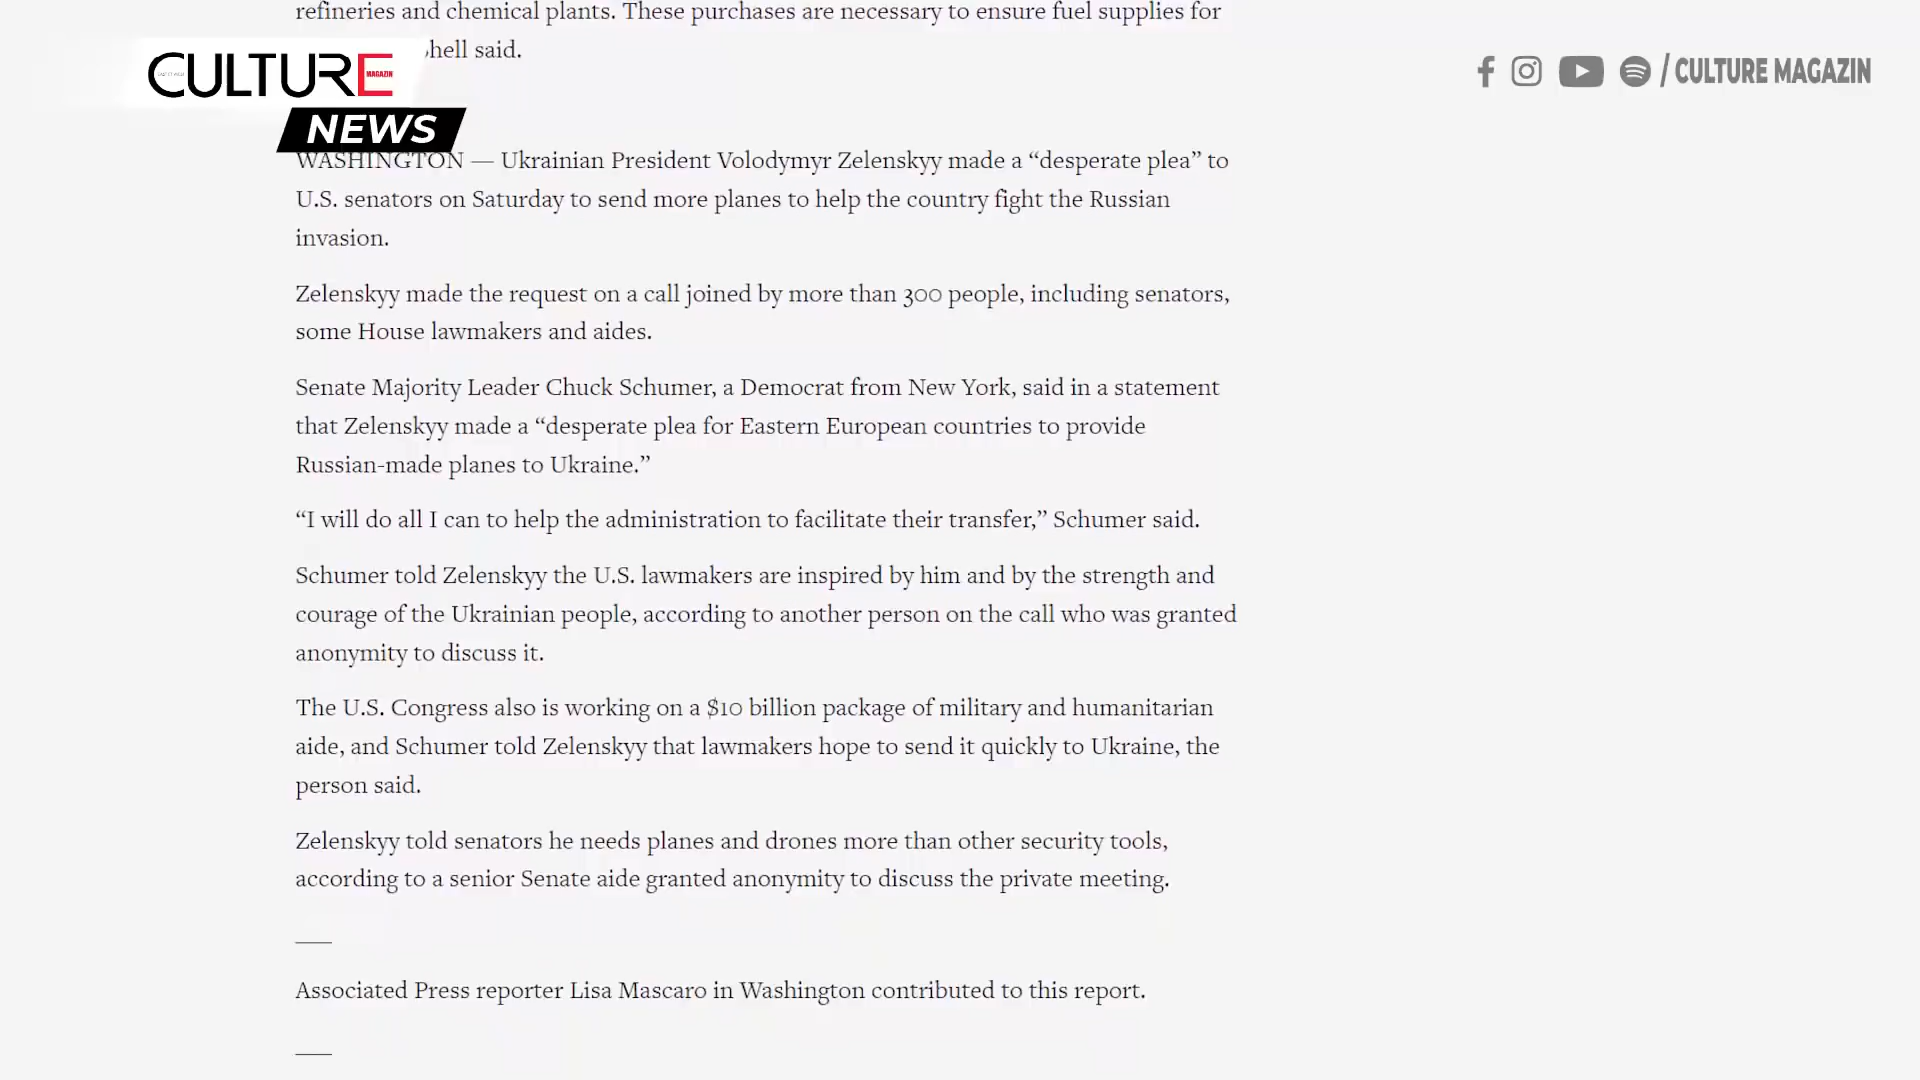 refineries and chemical plants. These purchases are necessary to ensure fuel supplies for
hell said.
CULTURE
MAGAZIN
NEWS
/ CULTURE MAGAZIN
WASHINGTON — Ukrainian President Volodymyr Zelenskyy made a “desperate plea” to
U.S. senators on Saturday to send more planes to help the country fight the Russian
invasion.
Zelenskyy made the request on a call joined by more than 300 people, including senators,
some House lawmakers and aides.
Senate Majority Leader Chuck Schumer, a Democrat from New York, said in a statement
that Zelenskyy made a “desperate plea for Eastern European countries to provide
Russian-made planes to Ukraine.”
“I will do all I can to help the administration to facilitate their transfer,” Schumer said.
Schumer told Zelenskyy the U.S. lawmakers are inspired by him and by the strength and
courage of the Ukrainian people, according to another person on the call who was granted
anonymity to discuss it.
The U.S. Congress also is working on a $10 billion package of military and humanitarian
aide, and Schumer told Zelenskyy that lawmakers hope to send it quickly to Ukraine, the
person said.
Zelenskyy told senators he needs planes and drones more than other security tools,
according to a senior Senate aide granted anonymity to discuss the private meeting.
Associated Press reporter Lisa Mascaro in Washington contributed to this report.